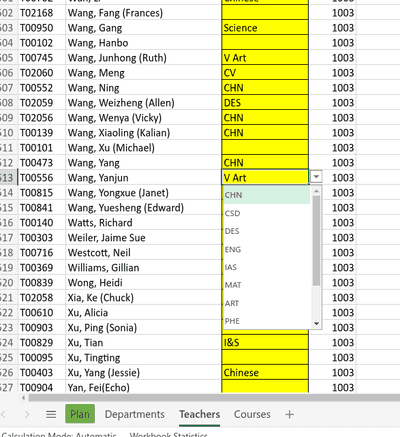 502 T02168 Wang, Fang (Frances) 1003
503 T00950 Wang, Gang Science 1003
504 T00102 Wang, Hanbo 1003
505 T00745 Wang, Junhong (Ruth) V Art 1003
506 T02060 Wang, Meng CV 1003
507 T00552 Wang, Ning CHN 1003
508 T02059 Wang, Weizheng (Allen) DES 1003
509 T02056 Wang, Wenya (Vicky) CHN 1003
510 T00139 Wang, Xiaoling (Kalian) CHN 1003
511 T00101 Wang, Xu (Michael) 1003
512 T00473 Wang, Yang CHN 1003
513 T00556 Wang, Yanjun V Art 1003
514 T00815 Wang, Yongxue (Janet) CHN 1003
515 T00841 Wang, Yuesheng (Edward) CSD 1003
516 T00140 Watts, Richard DES 1003
517 T00303 Weiler, Jaime Sue ENG 1003
518 T00716 Westcott, Neil 1003
519 T00369 Williams, Gillian IAS 1003
520 T00839 Wong, Heidi MAT 1003
521 T02058 Xia, Ke (Chuck) ART 1003
522 T00610 Xu, Alicia PHE 1003
523 T00903 Xu, Ping (Sonia) 1003
524 T00829 Xu, Tian I&S 1003
525 T00095 Xu, Tingting 1003
526 T00403 Xu, Yang (Jessie) Chinese 1003
527 T00904 Yan, Fei(Echo) 1003
Plan Departments Teachers Courses +
Calculation Mode: Automatic Workbook Statistics